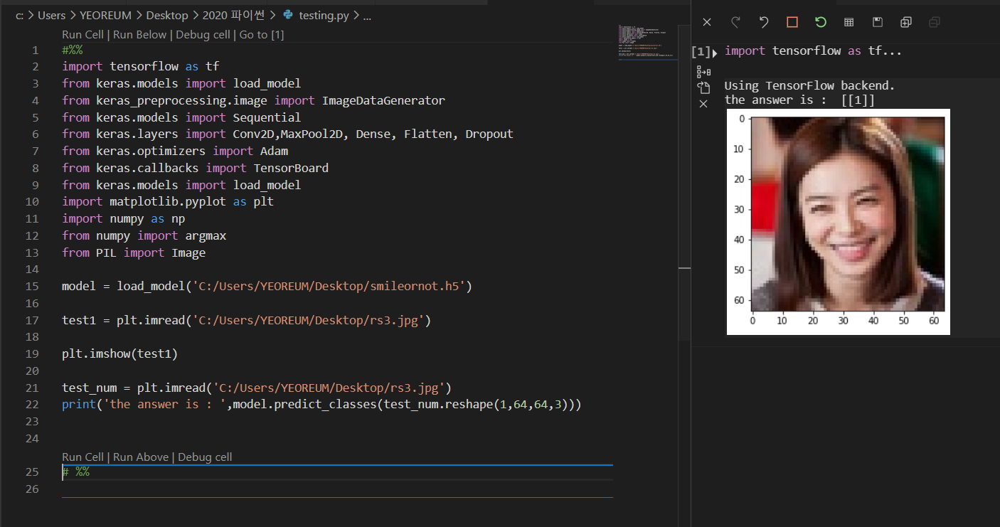 c: > Users > YEOREUM > Desktop > 2020 파이썬 > testing.py > ...
Run Cell | Run Below | Debug cell | Go to [1]
1 #%%
2 import tensorflow as tf
3 from keras.models import load_model
4 from keras_preprocessing.image import ImageDataGenerator
5 from keras.models import Sequential
6 from keras.layers import Conv2D,MaxPool2D, Dense, Flatten, Dropout
7 from keras.optimizers import Adam
8 from keras.callbacks import TensorBoard
9 from keras.models import load_model
10 import matplotlib.pyplot as plt
11 import numpy as np
12 from numpy import argmax
13 from PIL import Image
14
15 model = load_model('C:/Users/YEOREUM/Desktop/smileornot.h5')
16
17 test1 = plt.imread('C:/Users/YEOREUM/Desktop/rs3.jpg')
18
19 plt.imshow(test1)
20
21 test_num = plt.imread('C:/Users/YEOREUM/Desktop/rs3.jpg')
22 print('the answer is : ',model.predict_classes(test_num.reshape(1,64,64,3)))
23
24
Run Cell | Run Above | Debug cell
25 # %%
26
[1] import tensorflow as tf...
Using TensorFlow backend.
the answer is :  [[1]]
0
10
20
30
40
50
60
0 10 20 30 40 50 60